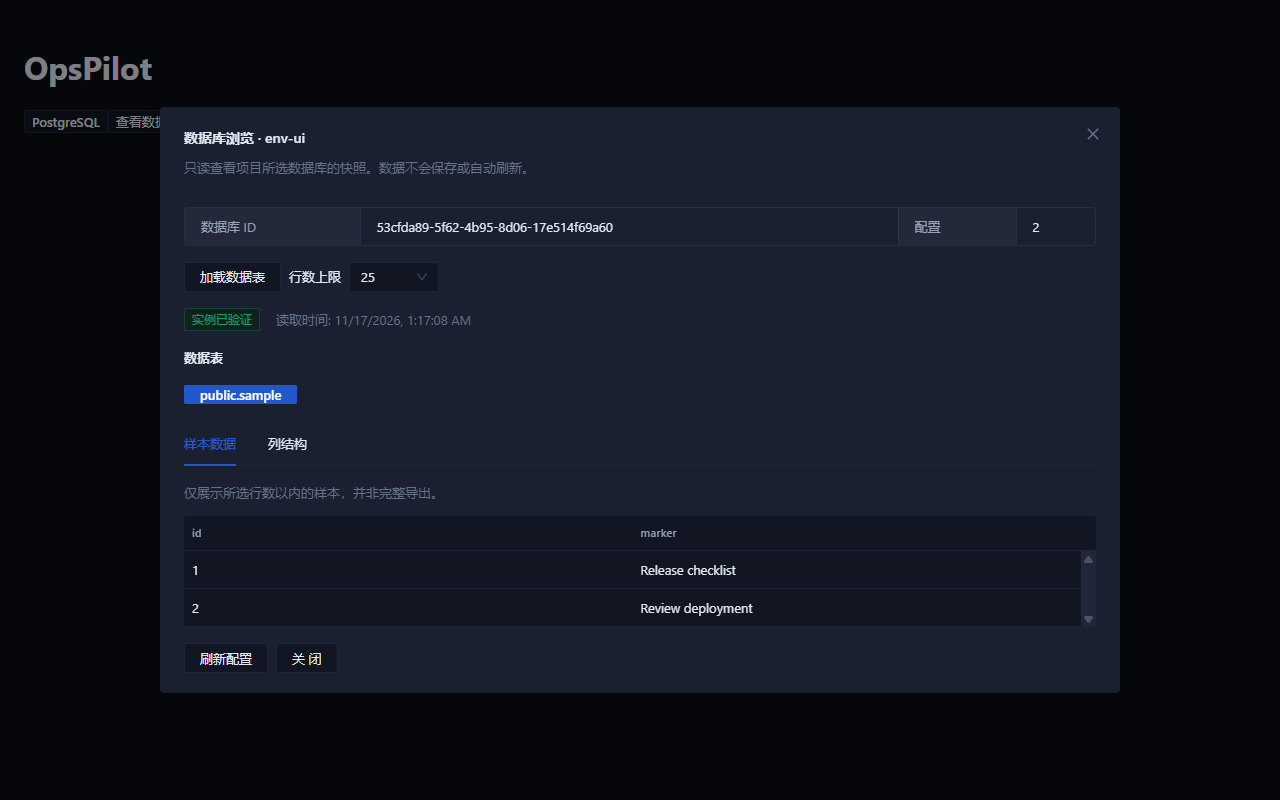 OpsPilot
PostgreSQL 查看数据
数据库浏览 · env-ui
只读查看项目所选数据库的快照。数据不会保存或自动刷新。
数据库 ID 53cfda89-5f62-4b95-8d06-17e514f69a60 配置 2
加载数据表 行数上限 25
实例已验证 读取时间: 11/17/2026, 1:17:08 AM
数据表
public.sample
样本数据 列结构
仅展示所选行数以内的样本，并非完整导出。
id marker
1 Release checklist
2 Review deployment
刷新配置 关 闭